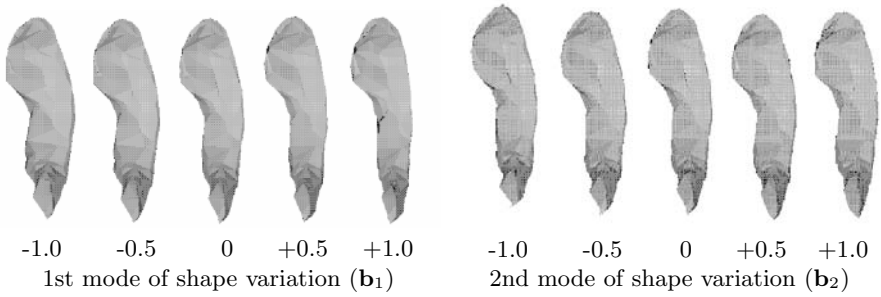 -1.0 -0.5 0 +0.5 +1.0
1st mode of shape variation (b₁)
-1.0 -0.5 0 +0.5 +1.0
2nd mode of shape variation (b₂)